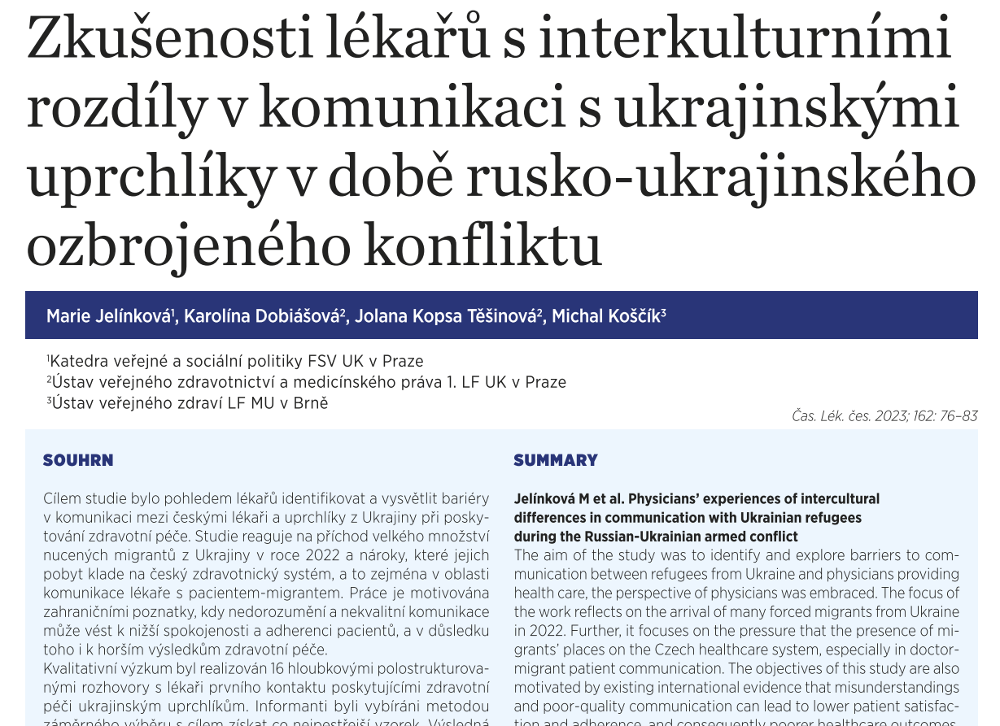 Zkušenosti lékařů s interkulturními
rozdíly v komunikaci s ukrajinskými
uprchlíky v době rusko-ukrajinského
ozbrojeného konfliktu
Marie Jelínková¹, Karolína Dobiášová², Jolana Kopsa Těšinová², Michal Koščík³
¹Katedra veřejné a sociální politiky FSV UK v Praze
²Ústav veřejného zdravotnictví a medicínského práva 1. LF UK v Praze
³Ústav veřejného zdraví LF MU v Brně
Čas. Lék. čes. 2023; 162: 76–83
SOUHRN
Cílem studie bylo pohledem lékařů identifikovat a vysvětlit bariéry
v komunikaci mezi českými lékaři a uprchlíky z Ukrajiny při posky-
tování zdravotní péče. Studie reaguje na příchod velkého množství
nucených migrantů z Ukrajiny v roce 2022 a nároky, které jejich
pobyt klade na český zdravotnický systém, a to zejména v oblasti
komunikace lékaře s pacientem-migrantem. Práce je motivována
zahraničními poznatky, kdy nedorozumění a nekvalitní komunikace
může vést k nižší spokojenosti a adherenci pacientů, a v důsledku
toho i k horším výsledkům zdravotní péče.
Kvalitativní výzkum byl realizován 16 hloubkovými polostrukturova-
nými rozhovory s lékaři prvního kontaktu poskytujícími zdravotní
péči ukrajinským uprchlíkům. Informanti byli vybíráni metodou
záměrného výběru s cílem získat co nejpestřejší vzorek. Výsledná
SUMMARY
Jelínková M et al. Physicians’ experiences of intercultural
differences in communication with Ukrainian refugees
during the Russian-Ukrainian armed conflict
The aim of the study was to identify and explore barriers to com-
munication between refugees from Ukraine and physicians providing
health care, the perspective of physicians was embraced. The focus of
the work reflects on the arrival of many forced migrants from Ukraine
in 2022. Further, it focuses on the pressure that the presence of mi-
grants’ places on the Czech healthcare system, especially in doctor-
migrant patient communication. The objectives of this study are also
motivated by existing international evidence that misunderstandings
and poor-quality communication can lead to lower patient satisfac-
tion and adherence, and consequently poorer healthcare outcomes.